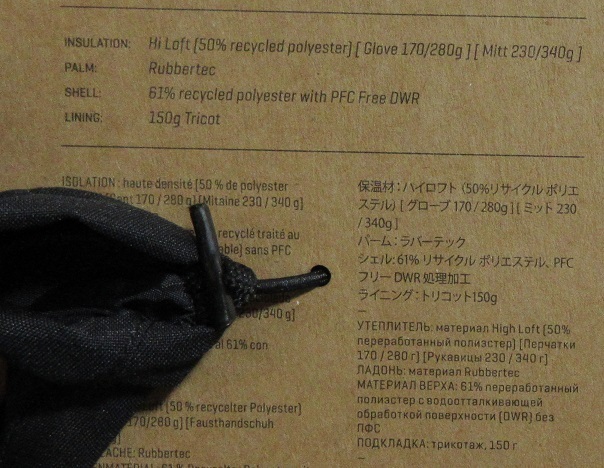 INSULATION: Hi Loft [50% recycled polyester] [ Glove 170/280g ] [ Mitt 230/340g ]
PALM: Rubbertec
SHELL: 61% recycled polyester with PFC Free DWR
LINING: 150g Tricot
ISOLATION : haute densité [50 % de polyester
170 / 280 g] [Mitaine 230 / 340 g]
recyclé traité au
sans PFC
61% con
[50 % recycelter Polyester]
170/280 g] [Fausthandschuh
Rubbertec
保温材：ハイロフト（50%リサイクル ポリエ
ステル）[ グローブ 170 / 280g ] [ ミット 230
/ 340g ]
パーム：ラバーテック
シェル：61% リサイクル ポリエステル、PFC
フリー DWR 処理加工
ライニング：トリコット150g
–
УТЕПЛИТЕЛЬ: материал High Loft [50%
переработанный полиэстер] [Перчатки
170 / 280 г] [Рукавицы 230 / 340 г]
ЛАДОНЬ: материал Rubbertec
МАТЕРИАЛ ВЕРХА: 61% переработанный
полиэстер с водоотталкивающей
обработкой поверхности [DWR] без
ПФС
ПОДКЛАДКА: трикотаж, 150 г
–